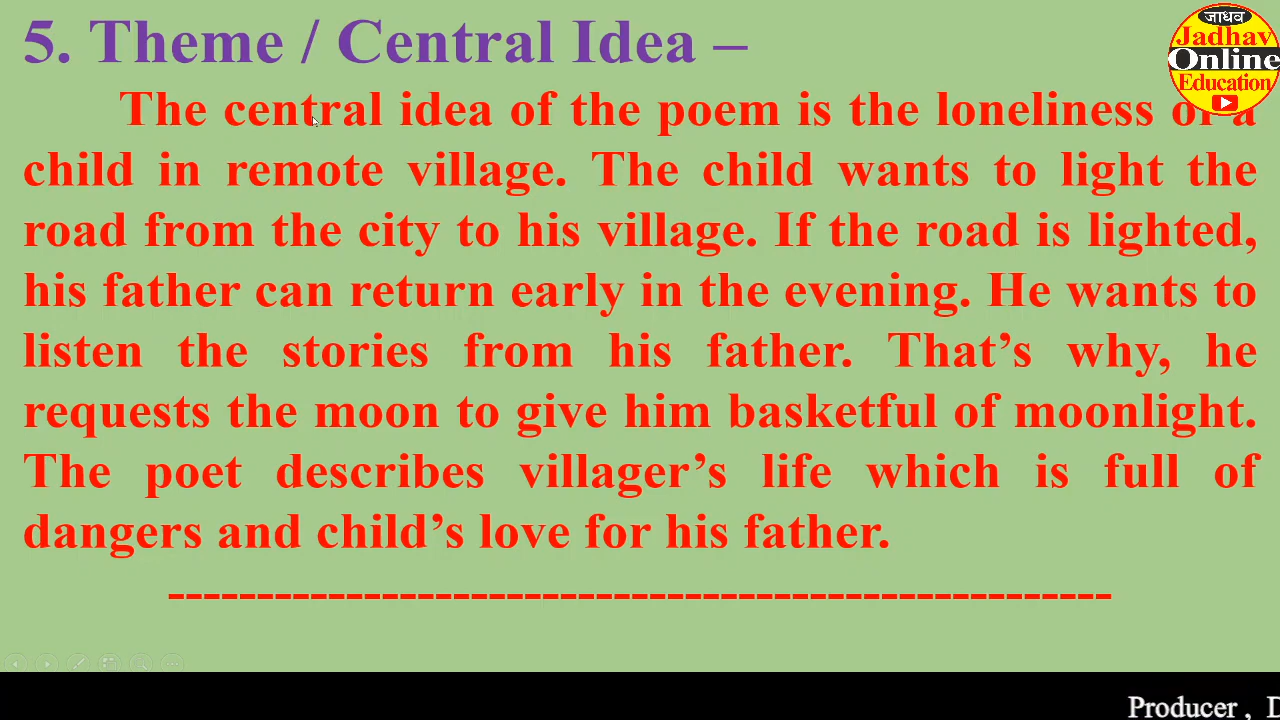 5. Theme / Central Idea –
जाधव
Jadhav
Online
Education
The central idea of the poem is the loneliness of a
child in remote village. The child wants to light the
road from the city to his village. If the road is lighted,
his father can return early in the evening. He wants to
listen the stories from his father. That's why, he
requests the moon to give him basketful of moonlight.
The poet describes villager's life which is full of
dangers and child's love for his father.
-----------------------------------------------------
Producer ,